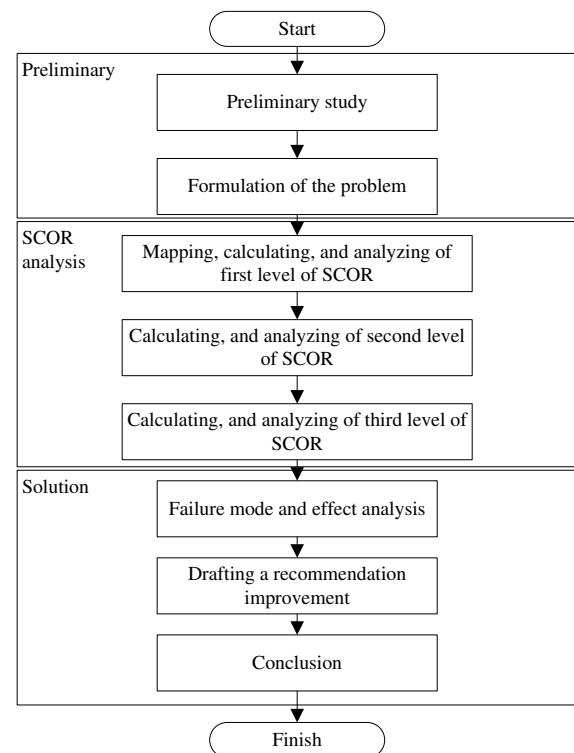 Start
Preliminary
Preliminary study
Formulation of the problem
SCOR
analysis
Mapping, calculating, and analyzing of
first level of SCOR
Calculating, and analyzing of second level
of SCOR
Calculating, and analyzing of third level of
SCOR
Solution
Failure mode and effect analysis
Drafting a recommendation
improvement
Conclusion
Finish